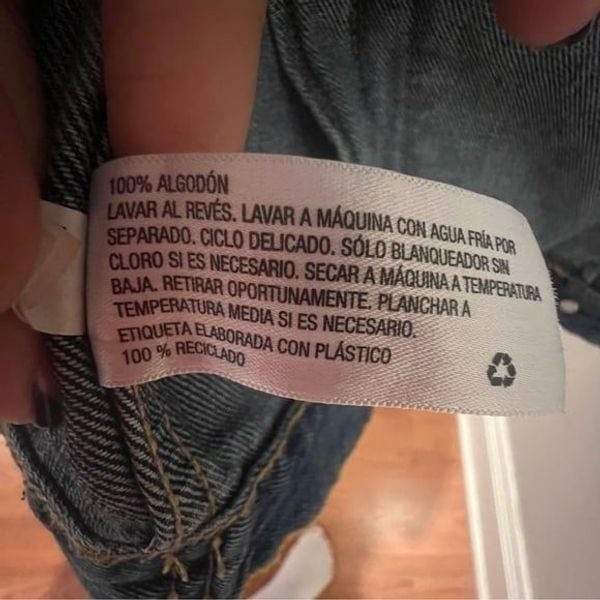 100% ALGODÓN
LAVAR AL REVÉS. LAVAR A MÁQUINA CON AGUA FRÍA POR
SEPARADO. CICLO DELICADO. SÓLO BLANQUEADOR SIN
CLORO SI ES NECESARIO. SECAR A MÁQUINA A TEMPERATURA
BAJA. RETIRAR OPORTUNAMENTE. PLANCHAR A
TEMPERATURA MEDIA SI ES NECESARIO.
ETIQUETA ELABORADA CON PLÁSTICO
100 % RECICLADO